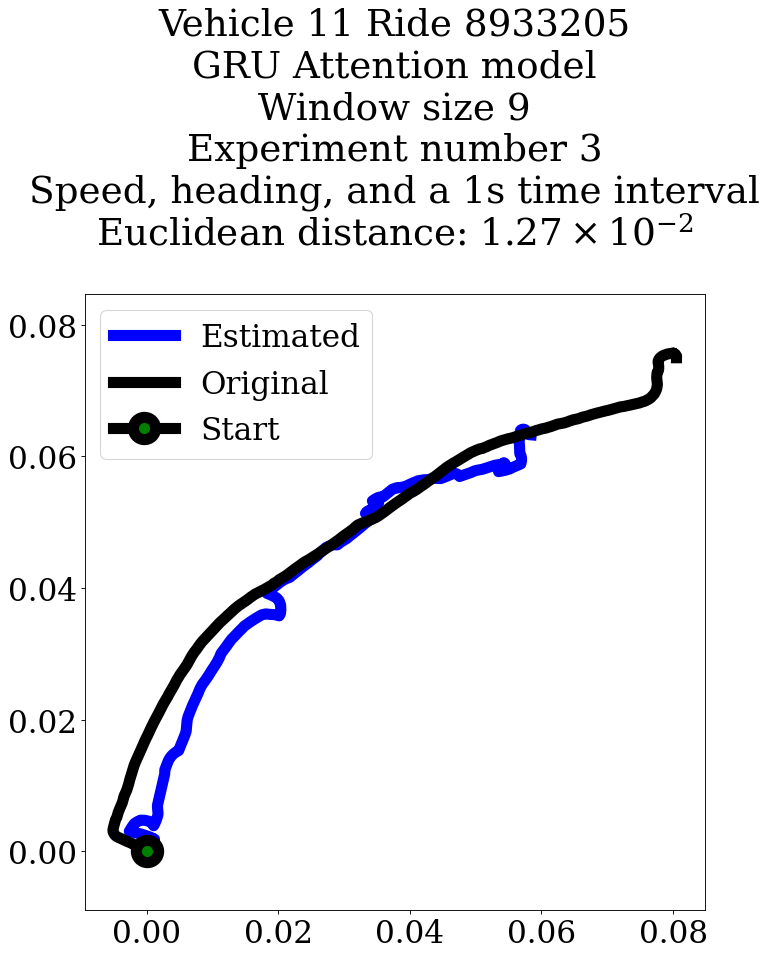 Vehicle 11 Ride 8933205
GRU Attention model
Window size 9
Experiment number 3
Speed, heading, and a 1s time interval
Euclidean distance: 1.27 × 10⁻²
Estimated
Original
Start
0.08
0.06
0.04
0.02
0.00
0.00 0.02 0.04 0.06 0.08